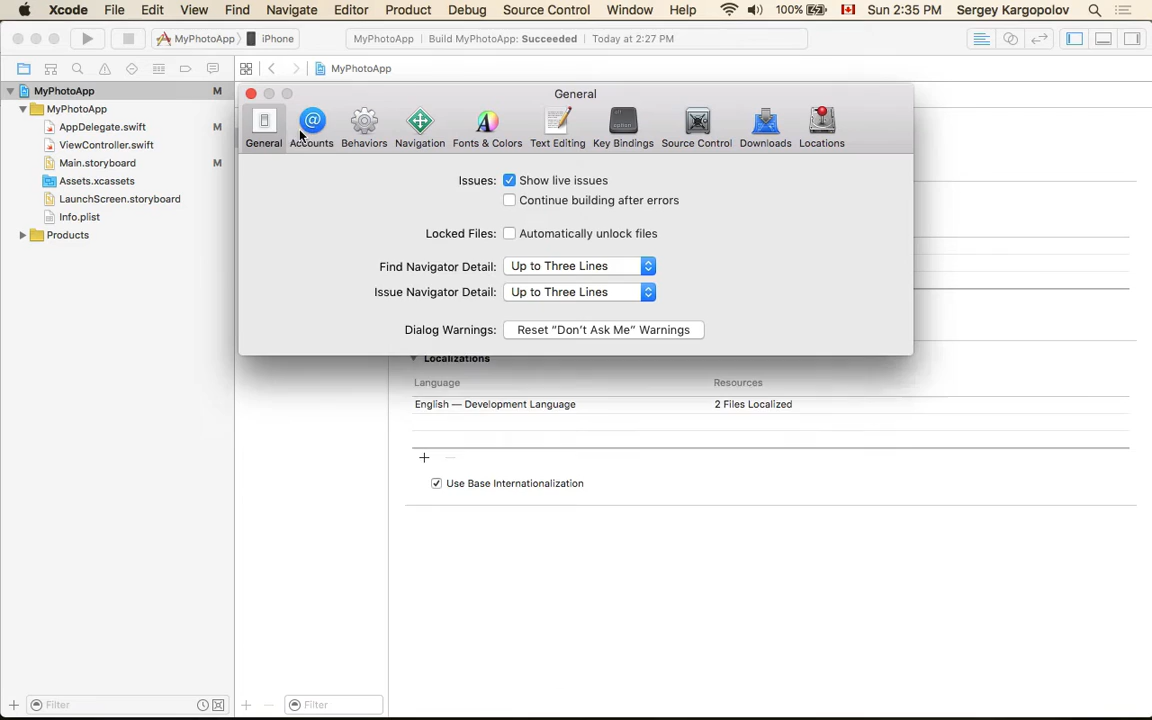 Xcode File Edit View Find Navigate Editor Product Debug Source Control Window Help 100% Sun 2:35 PM Sergey Kargopolov
MyPhotoApp iPhone MyPhotoApp | Build MyPhotoApp: Succeeded | Today at 2:27 PM
MyPhotoApp
MyPhotoApp M
General
MyPhotoApp
AppDelegate.swift M
ViewController.swift
Main.storyboard M
Assets.xcassets
LaunchScreen.storyboard
Info.plist
Products
General Accounts Behaviors Navigation Fonts & Colors Text Editing Key Bindings Source Control Downloads Locations
Issues: Show live issues
Continue building after errors
Locked Files: Automatically unlock files
Find Navigator Detail: Up to Three Lines
Issue Navigator Detail: Up to Three Lines
Dialog Warnings: Reset “Don’t Ask Me” Warnings
Localizations
Language Resources
English — Development Language 2 Files Localized
Use Base Internationalization
Filter Filter